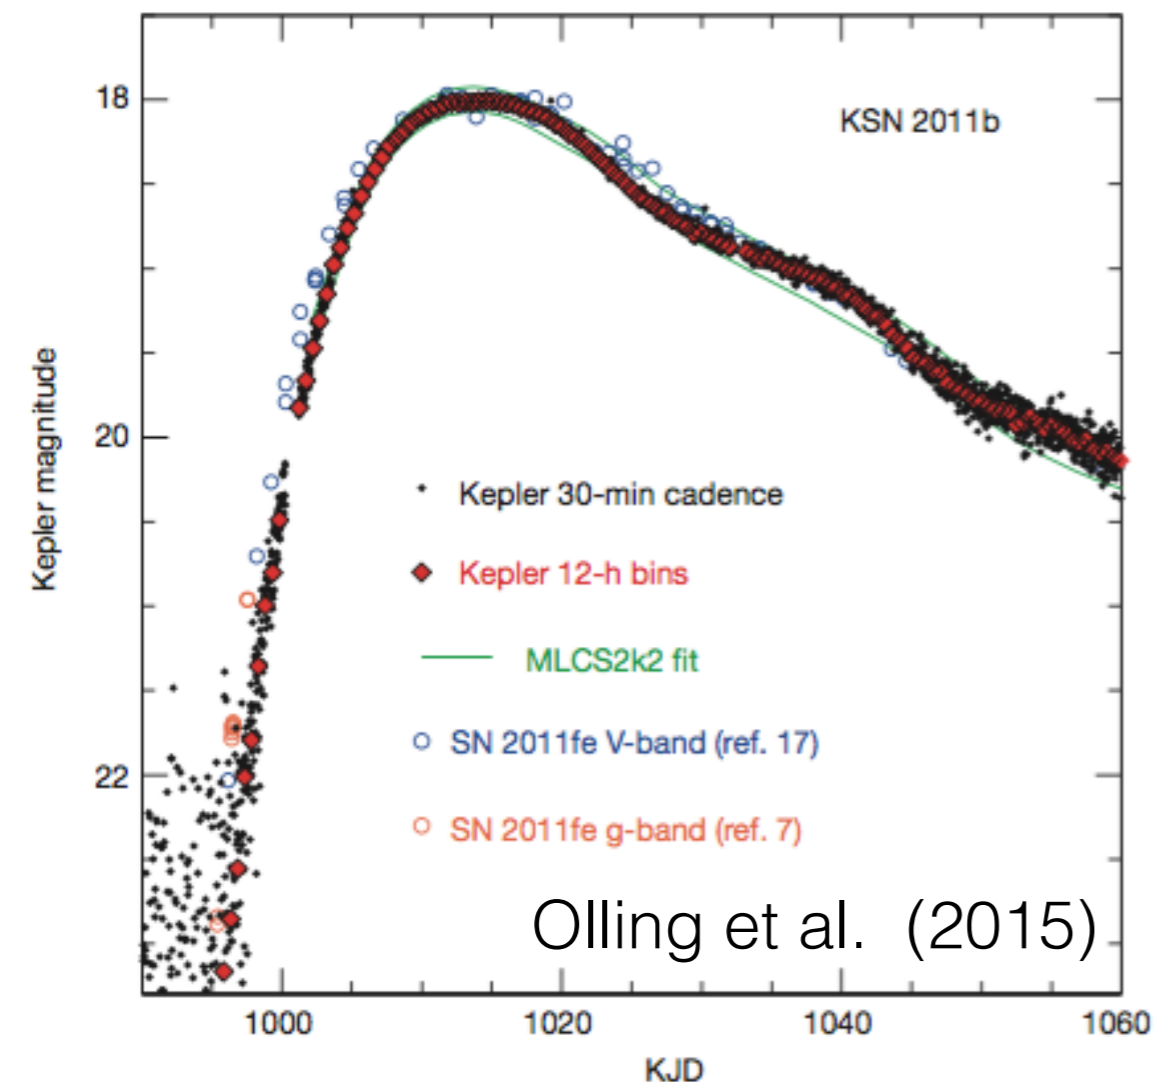 18
KSN 2011b
Kepler magnitude
20
Kepler 30-min cadence
Kepler 12-h bins
MLCS2k2 fit
SN 2011fe V-band (ref. 17)
22
SN 2011fe g-band (ref. 7)
Olling et al. (2015)
1000 1020 1040 1060
KJD